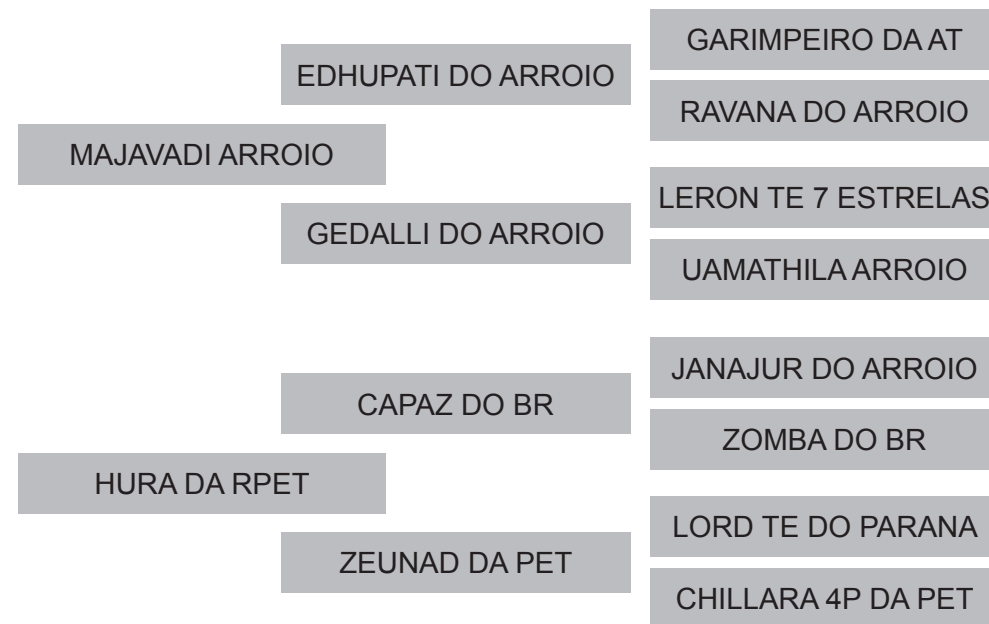 GARIMPEIRO DA AT
EDHUPATI DO ARROIO
RAVANA DO ARROIO
MAJAVADI ARROIO
LERON TE 7 ESTRELAS
GEDALLI DO ARROIO
UAMATHILA ARROIO
JANAJUR DO ARROIO
CAPAZ DO BR
ZOMBA DO BR
HURA DA RPET
LORD TE DO PARANA
ZEUNAD DA PET
CHILLARA 4P DA PET